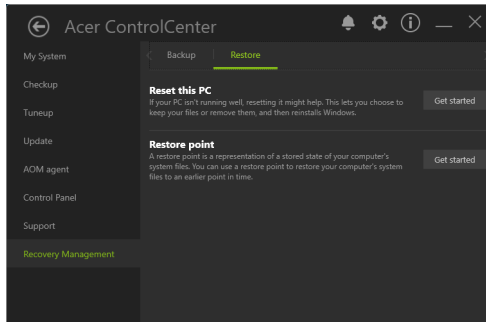 Acer ControlCenter
My System
Checkup
Tuneup
Update
AOM agent
Control Panel
Support
Recovery Management
Backup
Restore
Reset this PC
If your PC isn't running well, resetting it might help. This lets you choose to
keep your files or remove them, and then reinstalls Windows.
Get started
Restore point
A restore point is a representation of a stored state of your computer's
system files. You can use a restore point to restore your computer's system
files to an earlier point in time.
Get started